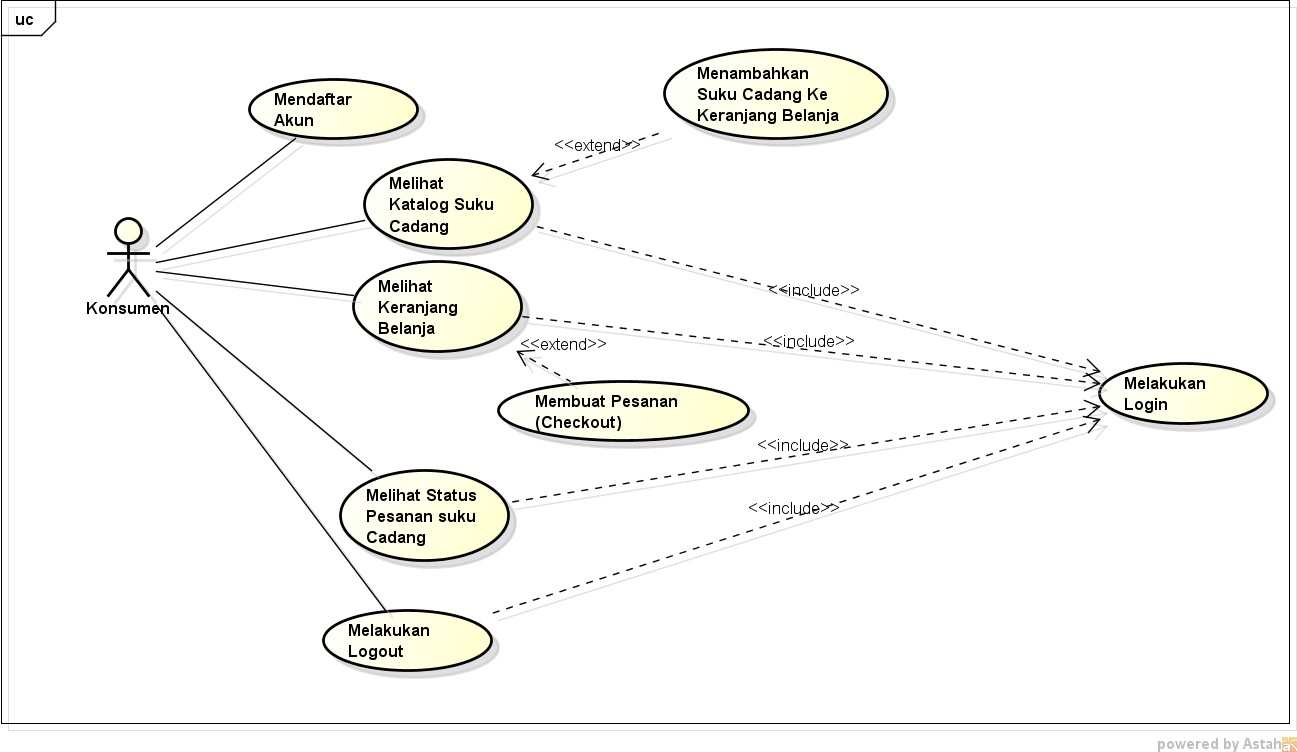 uc
Menambahkan
Suku Cadang Ke
Keranjang Belanja
Mendaftar
Akun
<<extend>>
Melihat
Katalog Suku
Cadang
Konsumen
Melihat
Keranjang
Belanja
<<include>>
<<include>>
<<extend>>
Membuat Pesanan
(Checkout)
Melakukan
Login
<<include>>
Melihat Status
Pesanan suku
Cadang
<<include>>
Melakukan
Logout
powered by Astah